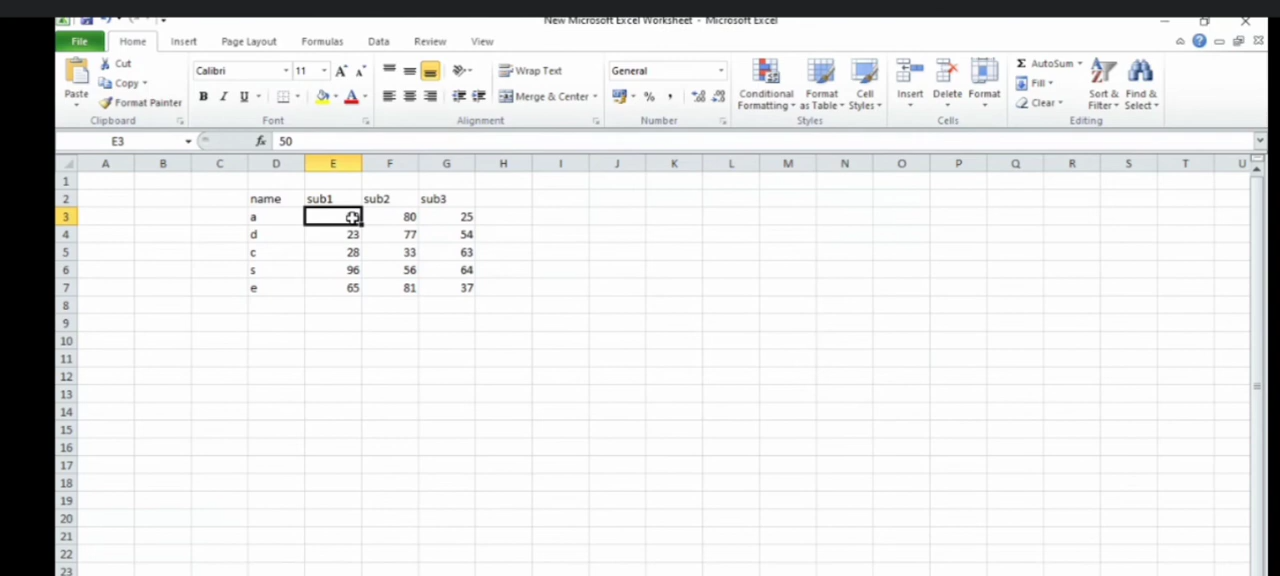 New Microsoft Excel Worksheet - Microsoft Excel
File Home Insert Page Layout Formulas Data Review View
Paste
Cut
Copy
Format Painter
Clipboard
Calibri 11 A A
B I U A
Font
Wrap Text
Merge & Center
Alignment
General
% ,
Number
Conditional Formatting
Format as Table
Cell Styles
Styles
Insert Delete Format
Cells
Σ AutoSum
Fill
Clear
Sort & Filter
Find & Select
Editing
E3 fx 50
A B C D E F G H I J K L M N O P Q R S T U
1
2 name sub1 sub2 sub3
3 a 80 25
4 d 23 77 54
5 c 28 33 63
6 s 96 56 64
7 e 65 81 37
8
9
10
11
12
13
14
15
16
17
18
19
20
21
22
23